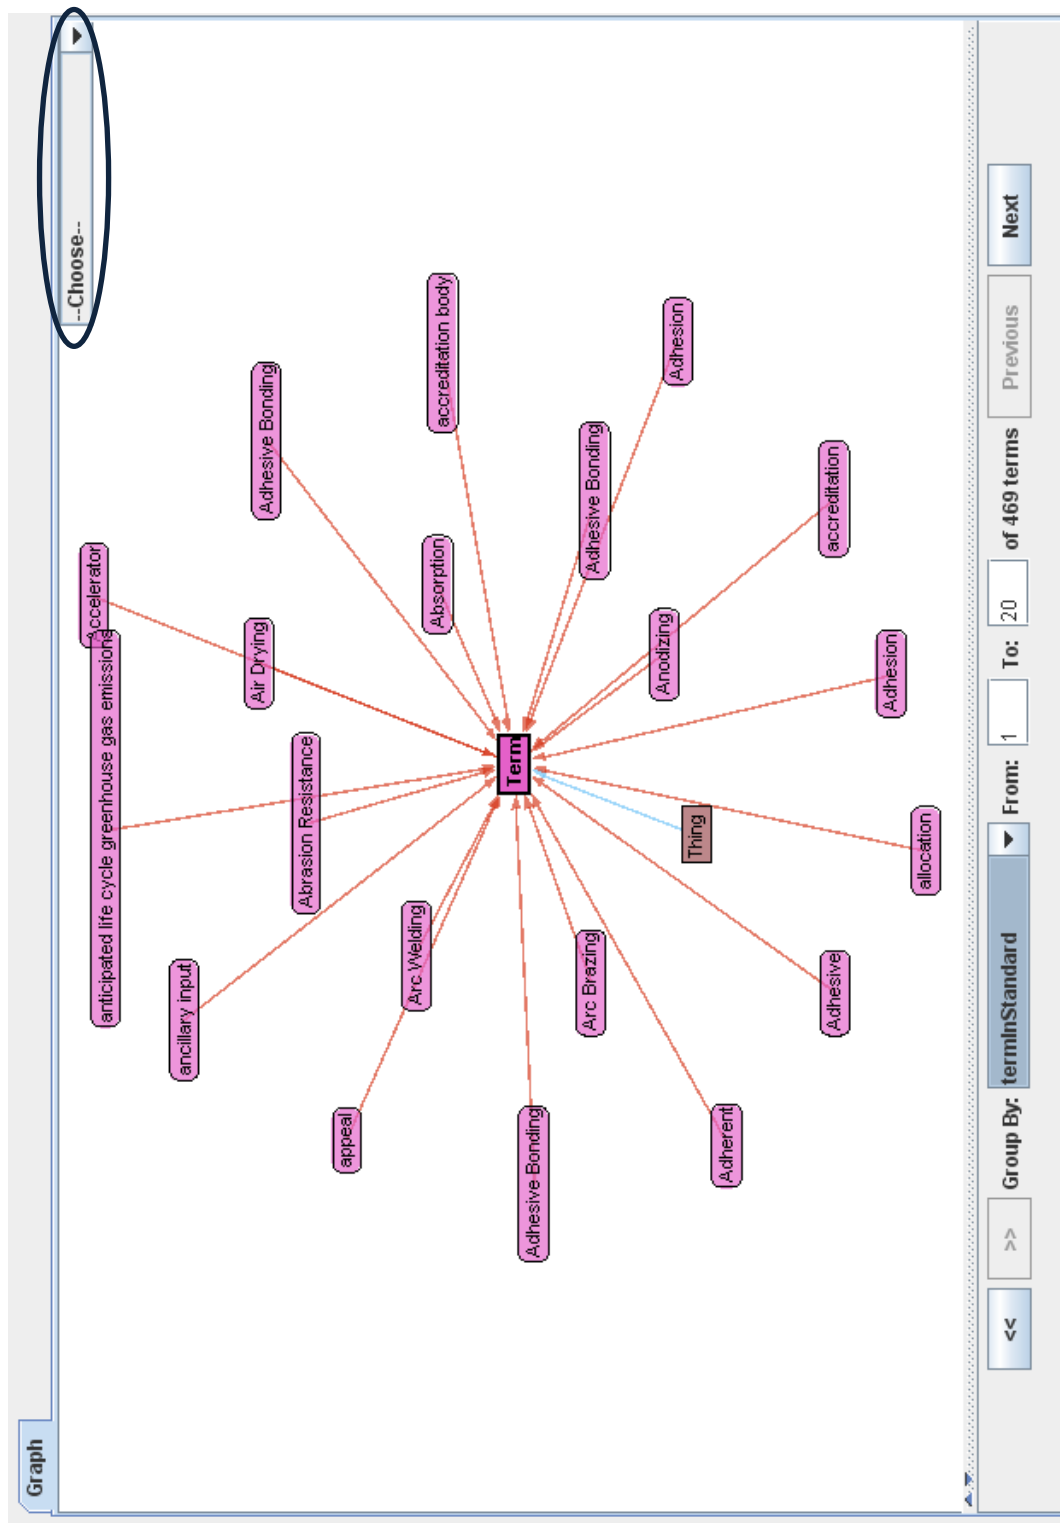 Graph
--Choose--
Accelerator
anticipated life cycle greenhouse gas emissions
ancillary input
Air Drying
Adhesive Bonding
Abrasion Resistance
appeal
Arc Welding
Absorption
accreditation body
Term
Adhesive Bonding
Arc Brazing
Adhesive Bonding
Anodizing
Adhesion
Thing
Adherent
Adhesive
accreditation
Adhesion
allocation
<< >> Group By: termInStandard From: 1 To: 20 of 469 terms Previous Next